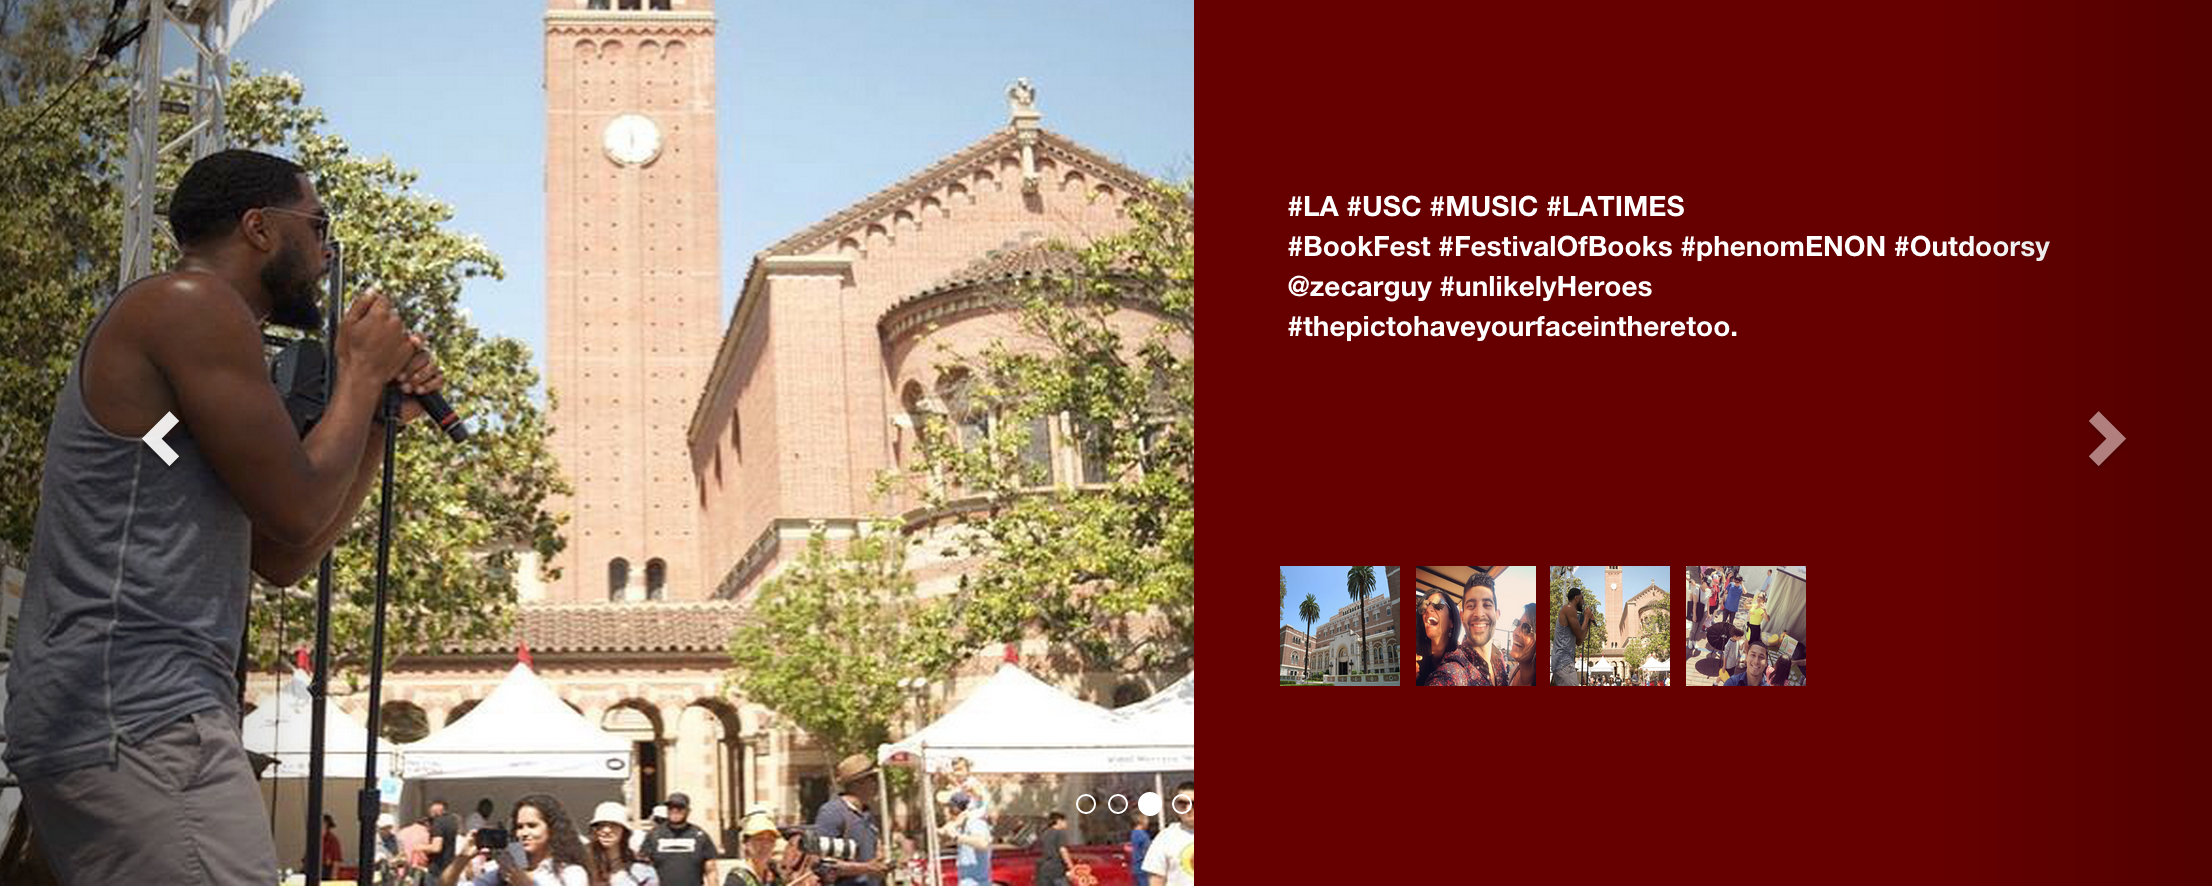 #LA #USC #MUSIC #LATIMES
#BookFest #FestivalOfBooks #phenomENON #Outdoorsy
@zecarguy #unlikelyHeroes
#thepictohaveyourfaceintheretoo.